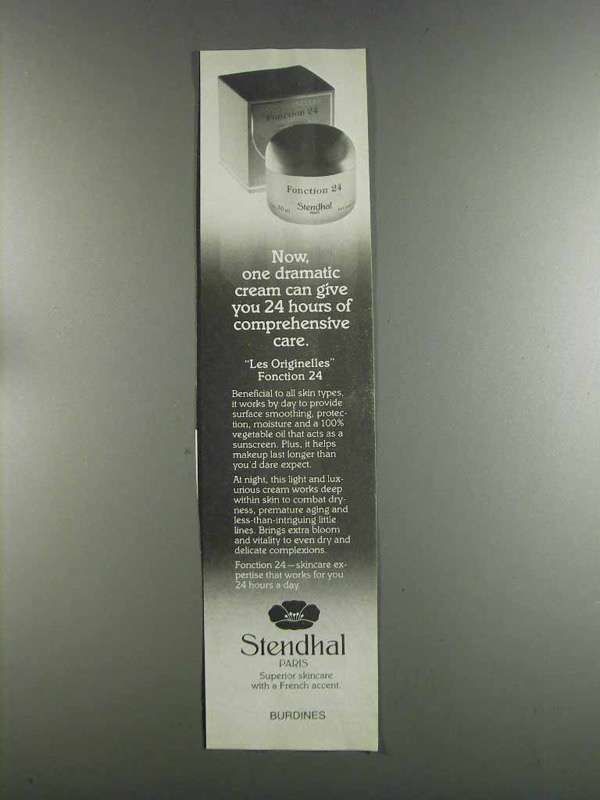 Fonction 24
Fonction 24
50 ml
Stendhal
PARIS
Now,
one dramatic
cream can give
you 24 hours of
comprehensive
care.
"Les Originelles"
Fonction 24
Beneficial to all skin types,
it works by day to provide
surface smoothing, protec-
tion, moisture and a 100%
vegetable oil that acts as a
sunscreen. Plus, it helps
makeup last longer than
you'd dare expect.
At night, this light and lux-
urious cream works deep
within skin to combat dry-
ness, premature aging and
less-than-intriguing little
lines. Brings extra bloom
and vitality to even dry and
delicate complexions.
Fonction 24—skincare ex-
pertise that works for you
24 hours a day.
Stendhal
PARIS
Superior skincare
with a French accent.
BURDINES